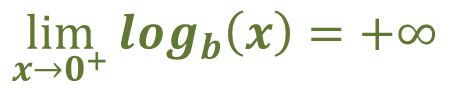 lim x→0⁺ log_b(x) = +∞